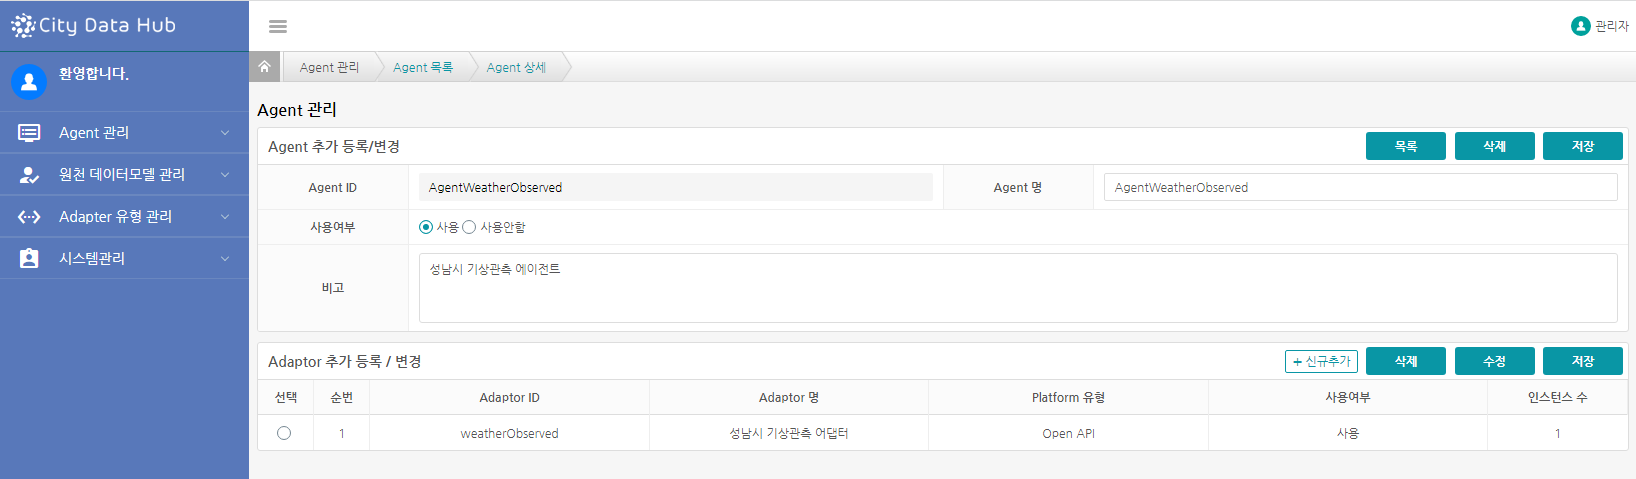 City Data Hub
관리자
환영합니다.
Agent 관리
원천 데이터모델 관리
Adapter 유형 관리
시스템관리
Agent 관리 Agent 목록 Agent 상세
Agent 관리
Agent 추가 등록/변경 목록 삭제 저장
Agent ID AgentWeatherObserved Agent 명 AgentWeatherObserved
사용여부 사용 사용안함
비고 성남시 기상관측 에이전트
Adaptor 추가 등록 / 변경 + 신규추가 삭제 수정 저장
선택 순번 Adaptor ID Adaptor 명 Platform 유형 사용여부 인스턴스 수
1 weatherObserved 성남시 기상관측 어댑터 Open API 사용 1